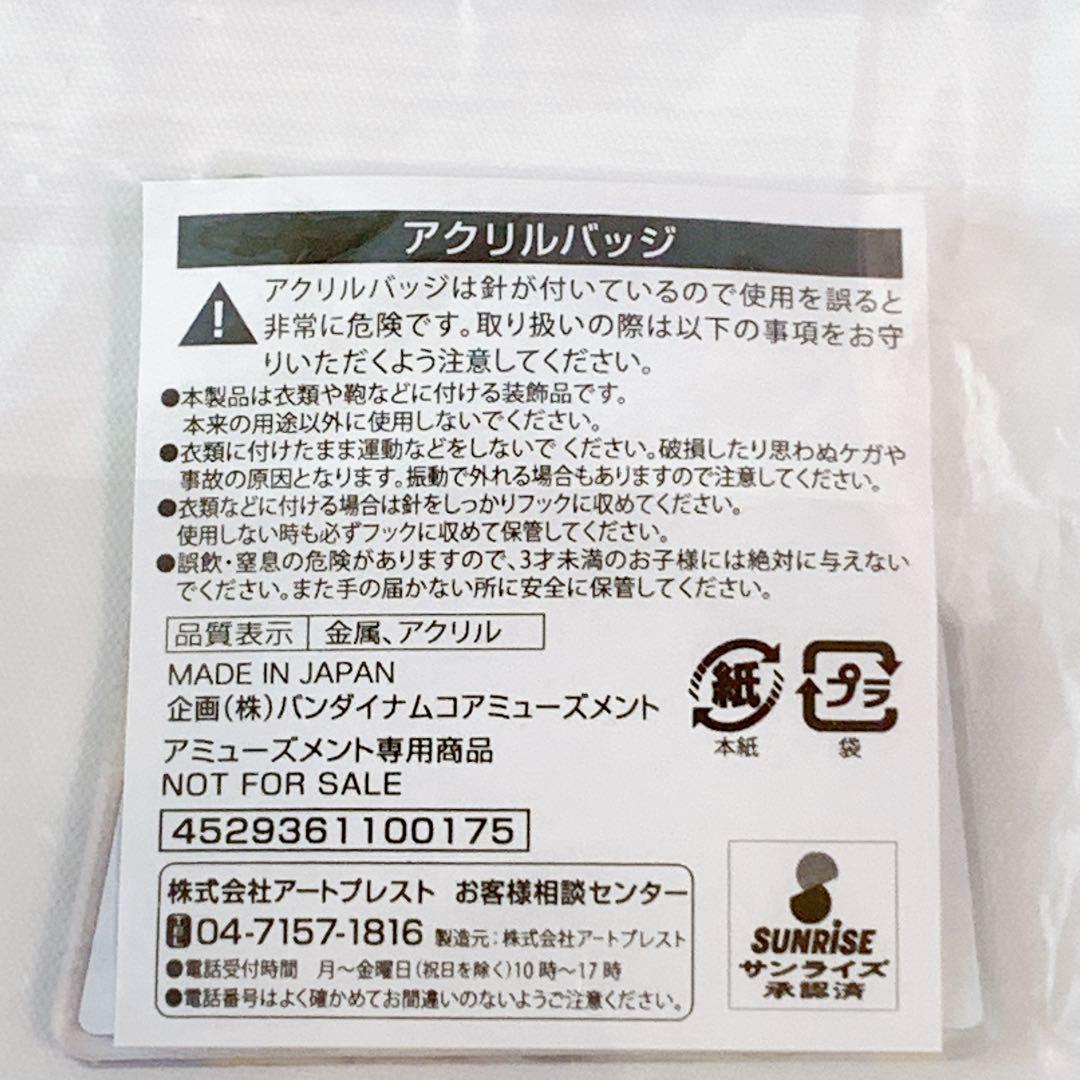 アクリルバッジ
アクリルバッジは針が付いているので使用を誤ると
非常に危険です。取り扱いの際は以下の事項をお守
りいただくよう注意してください。
●本製品は衣類や鞄などに付ける装飾品です。
本来の用途以外に使用しないでください。
●衣類に付けたまま運動などをしないで ください。破損したり思わぬケガや
事故の原因となります。振動で外れる場合もありますので注意してください。
●衣類などに付ける場合は針をしっかりフックに収めてください。
使用しない時も必ずフックに収めて保管してください。
●誤飲・窒息の危険がありますので、3才未満のお子様には絶対に与えない
でください。また手の届かない所に安全に保管してください。
品質表示 金属、アクリル
MADE IN JAPAN
企画(株)バンダイナムコアミューズメント
アミューズメント専用商品
NOT FOR SALE
紙
本紙
プラ
袋
4529361100175
株式会社アートプレスト お客様相談センター
TEL 04-7157-1816 製造元:株式会社アートプレスト
●電話受付時間 月～金曜日(祝日を除く)10時～17時
●電話番号はよく確かめてお間違いのないようご注意ください。
SUNRiSE
サンライズ
承認済